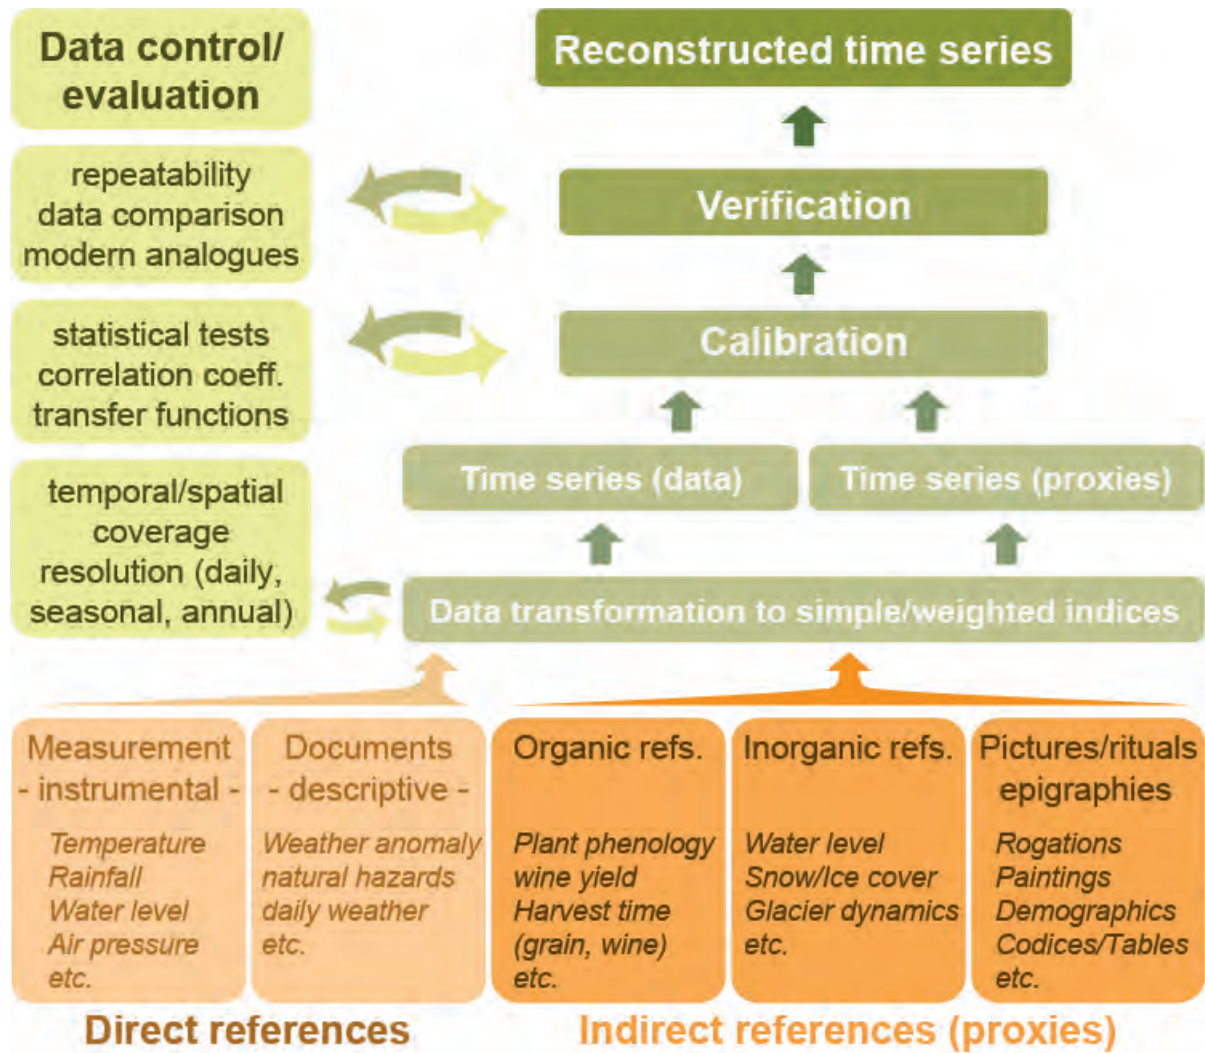 Data control/
evaluation
Reconstructed time series
repeatability
data comparison
modern analogues
Verification
statistical tests
correlation coeff.
transfer functions
Calibration
Time series (data)
Time series (proxies)
temporal/spatial
coverage
resolution (daily,
seasonal, annual)
Data transformation to simple/weighted indices
Measurement
- instrumental -
Temperature
Rainfall
Water level
Air pressure
etc.
Documents
- descriptive -
Weather anomaly
natural hazards
daily weather
etc.
Organic refs.
Plant phenology
wine yield
Harvest time
(grain, wine)
etc.
Inorganic refs.
Water level
Snow/Ice cover
Glacier dynamics
etc.
Pictures/rituals
epigraphies
Rogations
Paintings
Demographics
Codices/Tables
etc.
Direct references
Indirect references (proxies)